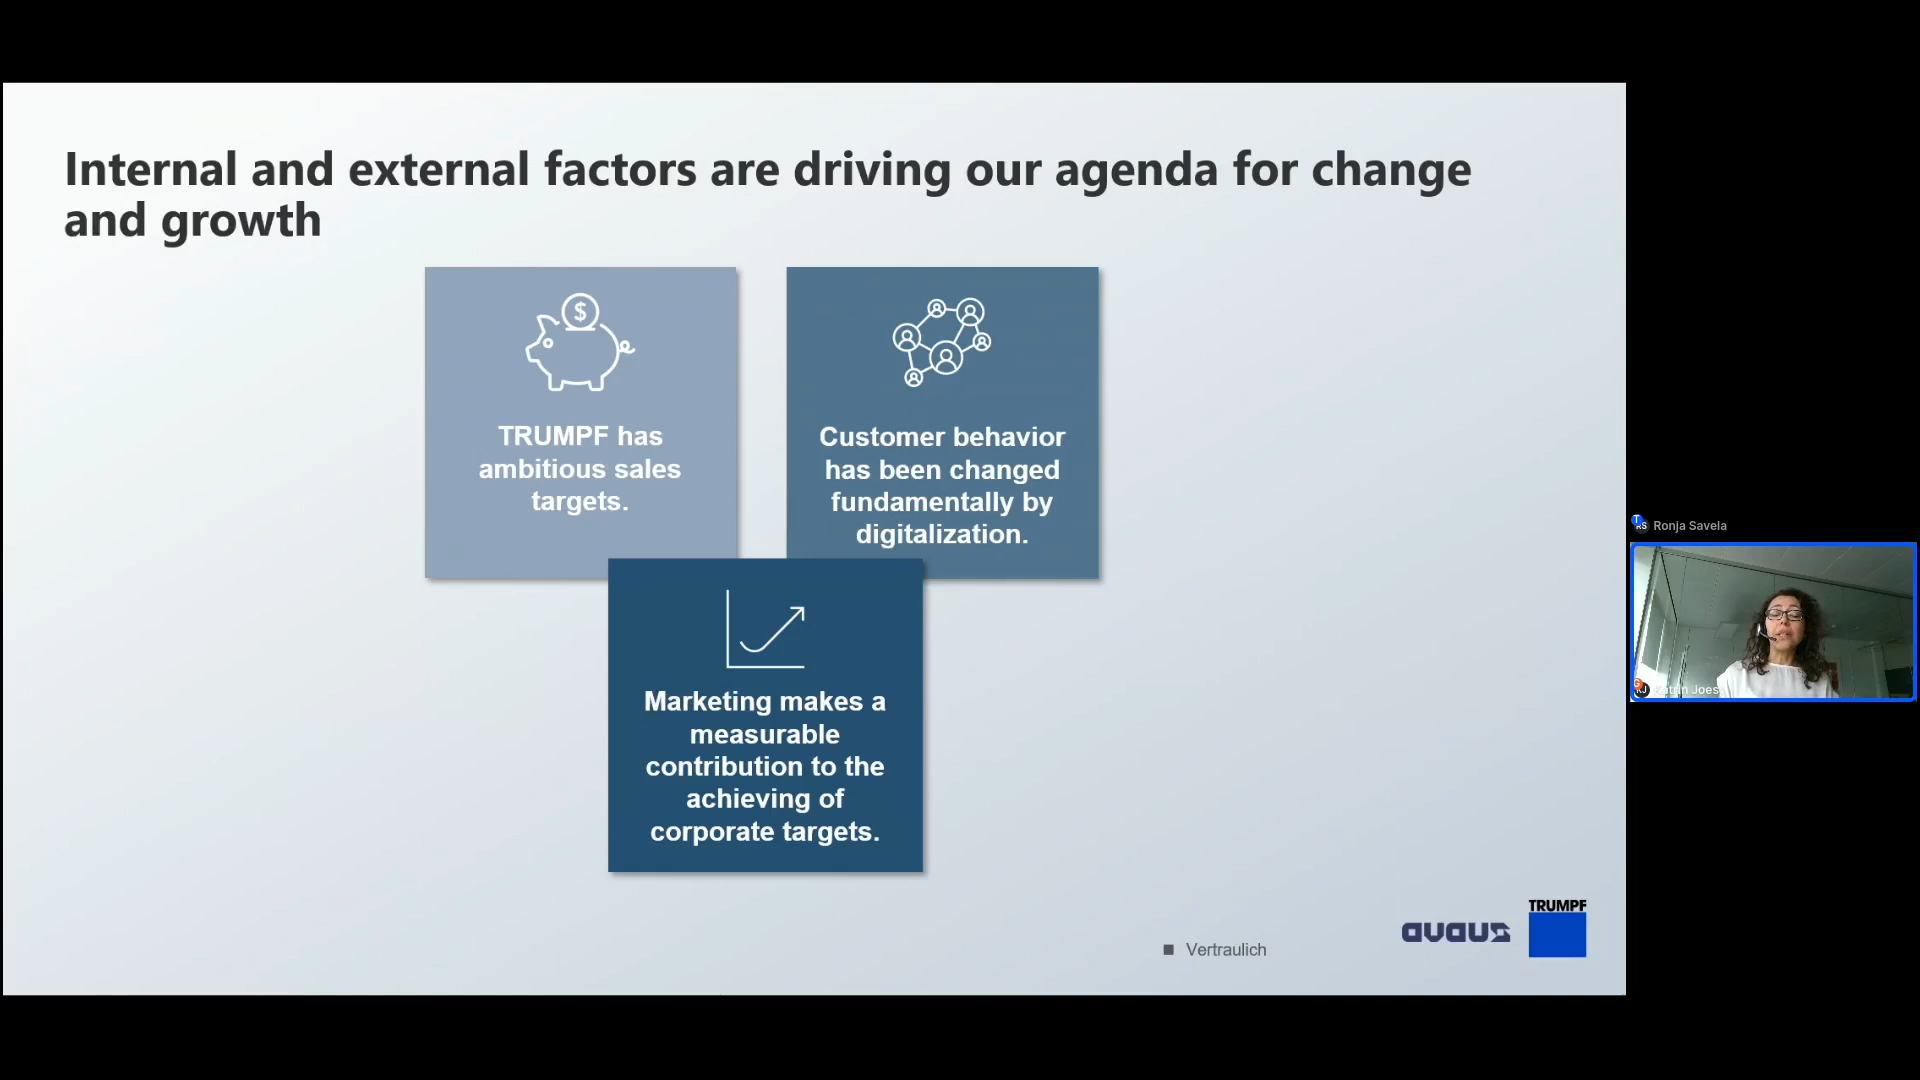 Internal and external factors are driving our agenda for change
and growth
$
TRUMPF has
ambitious sales
targets.
Customer behavior
has been changed
fundamentally by
digitalization.
Marketing makes a
measurable
contribution to the
achieving of
corporate targets.
Vertraulich
avaus
TRUMPF
Ronja Savela